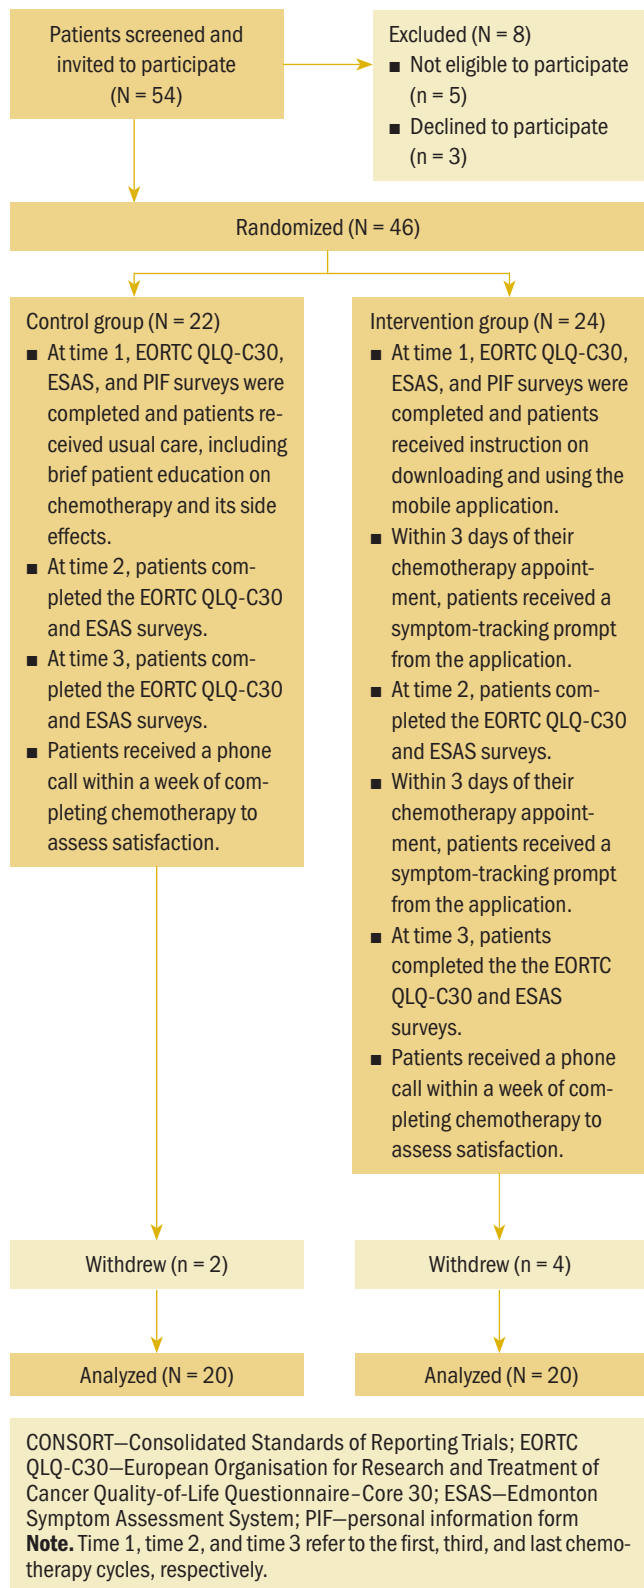 Patients screened and
invited to participate
(N = 54)
Excluded (N = 8)
■ Not eligible to participate
(n = 5)
■ Declined to participate
(n = 3)
Randomized (N = 46)
Control group (N = 22)
■ At time 1, EORTC QLQ-C30,
ESAS, and PIF surveys were
completed and patients re-
ceived usual care, including
brief patient education on
chemotherapy and its side
effects.
■ At time 2, patients com-
pleted the EORTC QLQ-C30
and ESAS surveys.
■ At time 3, patients com-
pleted the EORTC QLQ-C30
and ESAS surveys.
■ Patients received a phone
call within a week of com-
pleting chemotherapy to
assess satisfaction.
Intervention group (N = 24)
■ At time 1, EORTC QLQ-C30,
ESAS, and PIF surveys were
completed and patients
received instruction on
downloading and using the
mobile application.
■ Within 3 days of their
chemotherapy appoint-
ment, patients received a
symptom-tracking prompt
from the application.
■ At time 2, patients com-
pleted the EORTC QLQ-C30
and ESAS surveys.
■ Within 3 days of their
chemotherapy appoint-
ment, patients received a
symptom-tracking prompt
from the application.
■ At time 3, patients
completed the the EORTC
QLQ-C30 and ESAS
surveys.
■ Patients received a phone
call within a week of com-
pleting chemotherapy to
assess satisfaction.
Withdrew (n = 2)
Withdrew (n = 4)
Analyzed (N = 20)
Analyzed (N = 20)
CONSORT—Consolidated Standards of Reporting Trials; EORTC
QLQ-C30—European Organisation for Research and Treatment of
Cancer Quality-of-Life Questionnaire–Core 30; ESAS—Edmonton
Symptom Assessment System; PIF—personal information form
Note. Time 1, time 2, and time 3 refer to the first, third, and last chemo-
therapy cycles, respectively.